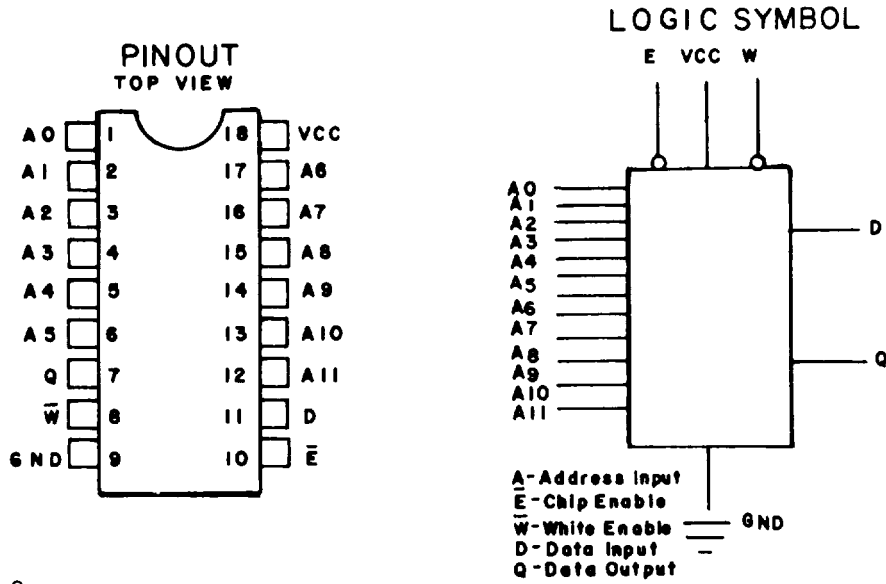 PINOUT
TOP VIEW
A0 1 18 VCC
A1 2 17 A6
A2 3 16 A7
A3 4 15 A8
A4 5 14 A9
A5 6 13 A10
Q 7 12 A11
W̅ 8 11 D
GND 9 10 E̅
LOGIC SYMBOL
E VCC W
A0
A1
A2
A3
A4
A5
A6
A7
A8
A9
A10
A11
D
Q
GND
A-Address Input
E̅-Chip Enable
W̅-White Enable
D-Data Input
Q-Data Output